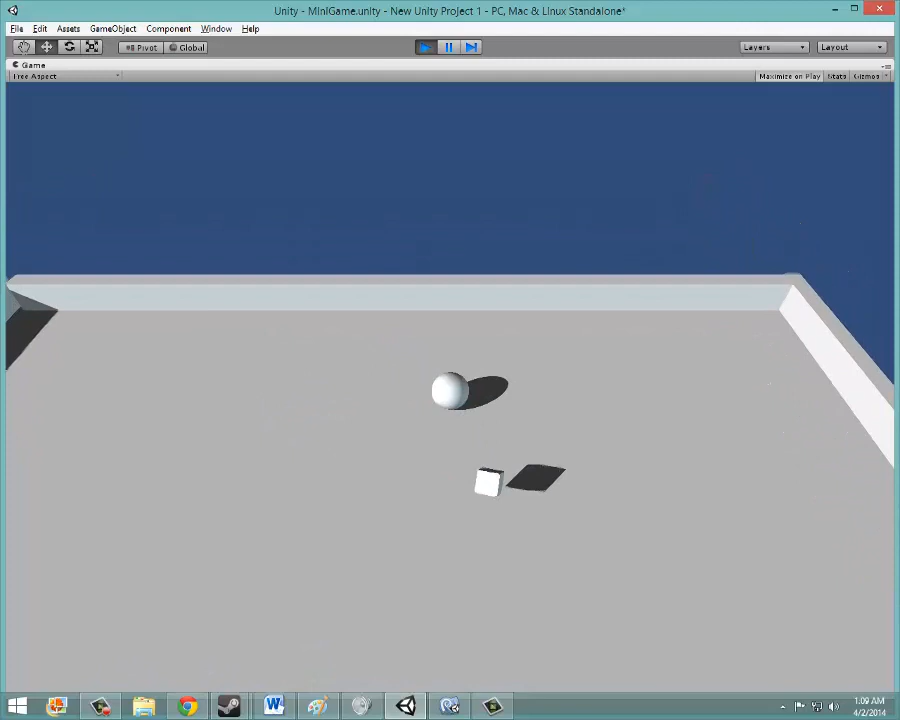 Unity - MiniGame.unity - New Unity Project 1 - PC, Mac & Linux Standalone*
File Edit Assets GameObject Component Window Help
Pivot Global Layers Layout
Game
Free Aspect Maximize on Play Stats Gizmos
W
1:09 AM
4/2/2014